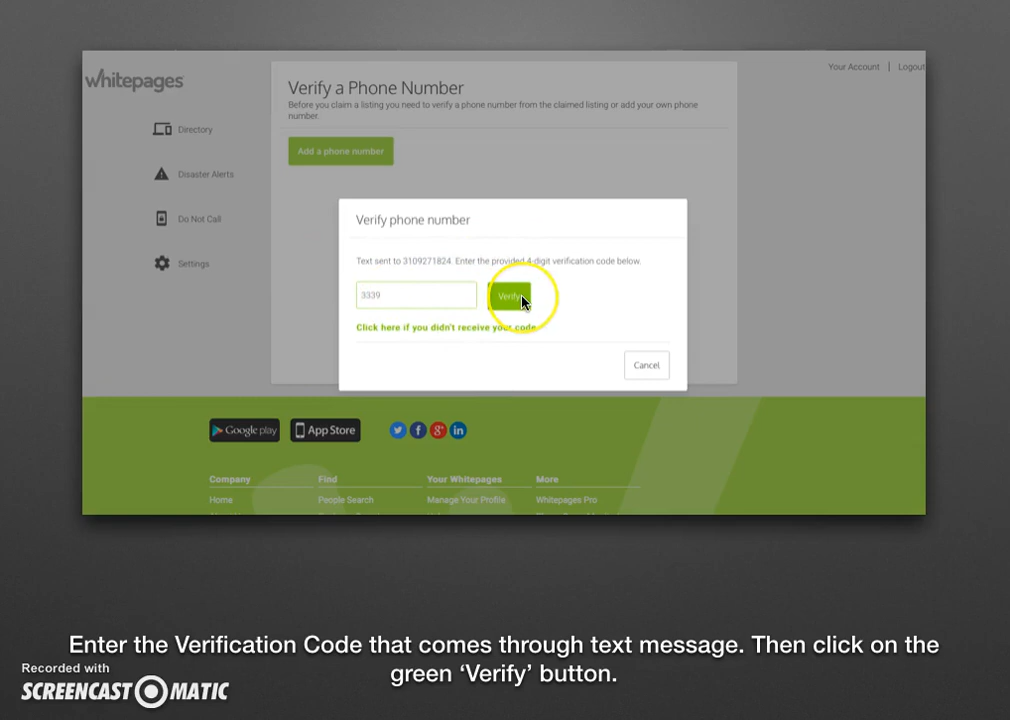 whitepages
Your Account | Logout
Verify a Phone Number
Before you claim a listing you need to verify a phone number from the claimed listing or add your own phone
number.
Directory
Add a phone number
Disaster Alerts
Do Not Call
Settings
Verify phone number
Text sent to 3109271824. Enter the provided 4-digit verification code below.
3339
Verify
Click here if you didn't receive your code
Cancel
Google play
App Store
Company Find Your Whitepages More
Home People Search Manage Your Profile Whitepages Pro
Enter the Verification Code that comes through text message. Then click on the
green ‘Verify’ button.
Recorded with
SCREENCAST-O-MATIC